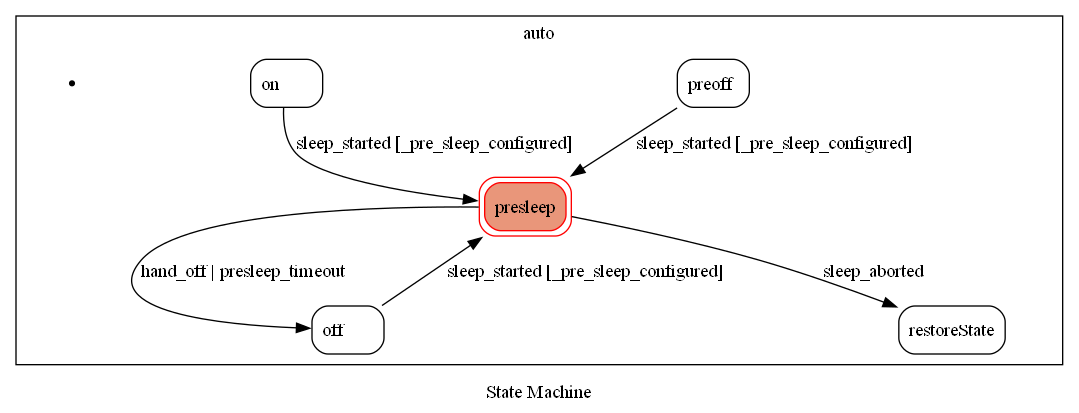 auto
on
preoff
sleep_started [_pre_sleep_configured]
sleep_started [_pre_sleep_configured]
presleep
hand_off | presleep_timeout
sleep_started [_pre_sleep_configured]
sleep_aborted
off
restoreState
State Machine